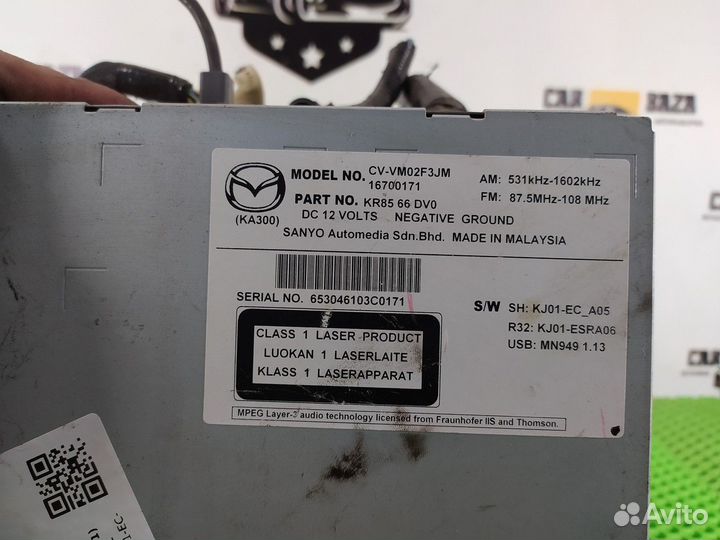 CAR BAZA
MODEL NO. CV-VM02F3JM
16700171
PART NO. KR85 66 DV0
(KA300)
DC 12 VOLTS NEGATIVE GROUND
SANYO Automedia Sdn.Bhd. MADE IN MALAYSIA
AM: 531kHz-1602kHz
FM: 87.5MHz-108 MHz
SERIAL NO. 653046103C0171
S/W SH: KJ01-EC_A05
R32: KJ01-ESRA06
USB: MN949 1.13
CLASS 1 LASER PRODUCT
LUOKAN 1 LASERLAITE
KLASS 1 LASERAPPARAT
MPEG Layer-3 audio technology licensed from Fraunhofer IIS and Thomson.
1-EC-
Avito